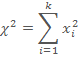 χ² = ∑_{i=1}^{k} x_i²